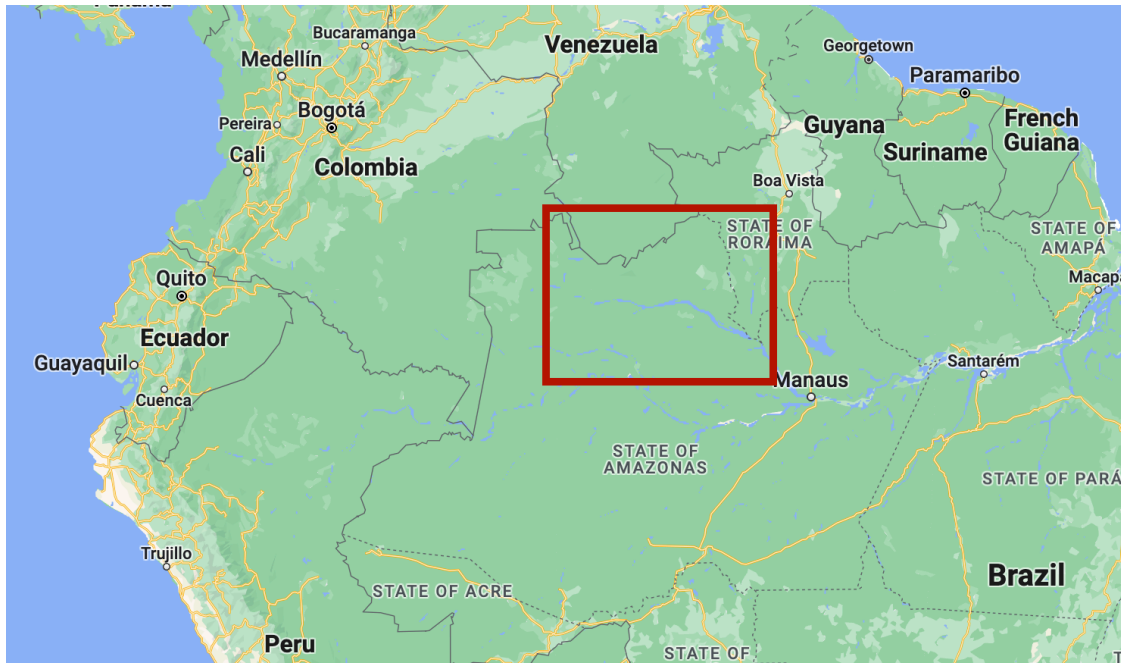 Panama
Bucaramanga
Venezuela
Georgetown
Medellín
Paramaribo
Bogotá
Pereira
Guyana
French
Guiana
Cali
Suriname
Colombia
Boa Vista
STATE OF
RORAIMA
STATE OF
AMAPÁ
Quito
Macapá
Ecuador
Guayaquil
Santarém
Manaus
Cuenca
STATE OF
AMAZONAS
STATE OF PARÁ
Trujillo
Brazil
STATE OF ACRE
Peru
STATE OF
T